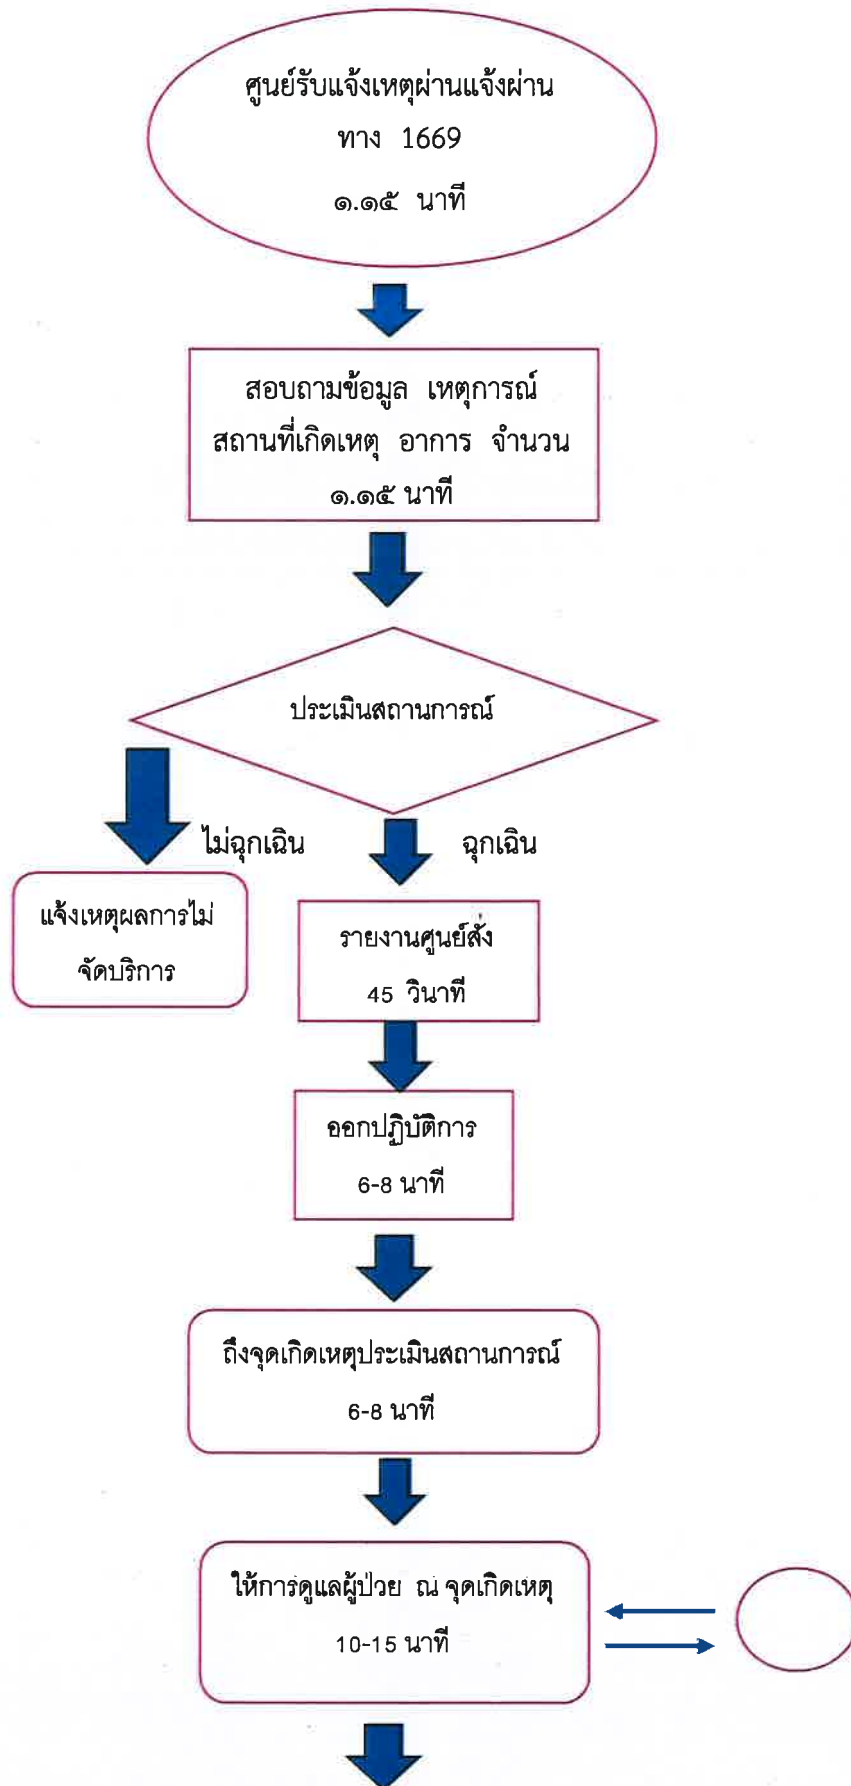 ศูนย์รับแจ้งเหตุผ่านแจ้งผ่าน
ทาง 1669
๑.๑๕ นาที
สอบถามข้อมูล เหตุการณ์
สถานที่เกิดเหตุ อาการ จำนวน
๑.๑๕ นาที
ประเมินสถานการณ์
ไม่ฉุกเฉิน
ฉุกเฉิน
แจ้งเหตุผลการไม่
จัดบริการ
รายงานศูนย์สั่ง
45 วินาที
ออกปฏิบัติการ
6-8 นาที
ถึงจุดเกิดเหตุประเมินสถานการณ์
6-8 นาที
ให้การดูแลผู้ป่วย ณ จุดเกิดเหตุ
10-15 นาที